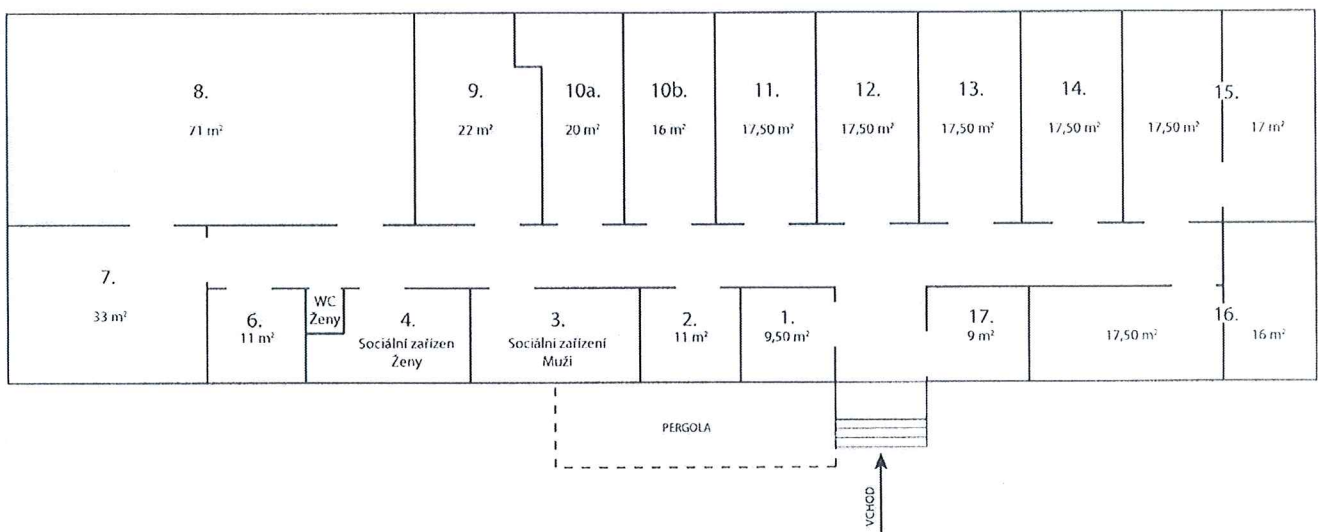 8.
71 m²
9.
22 m²
10a.
20 m²
10b.
16 m²
11.
17,50 m²
12.
17,50 m²
13.
17,50 m²
14.
17,50 m²
15.
17,50 m²
17 m²
7.
33 m²
6.
11 m²
WC
Ženy
4.
Sociální zařízen
Ženy
3.
Sociální zařízení
Muži
2.
11 m²
1.
9,50 m²
17.
9 m²
16.
17,50 m²
16 m²
PERGOLA
VCHOD